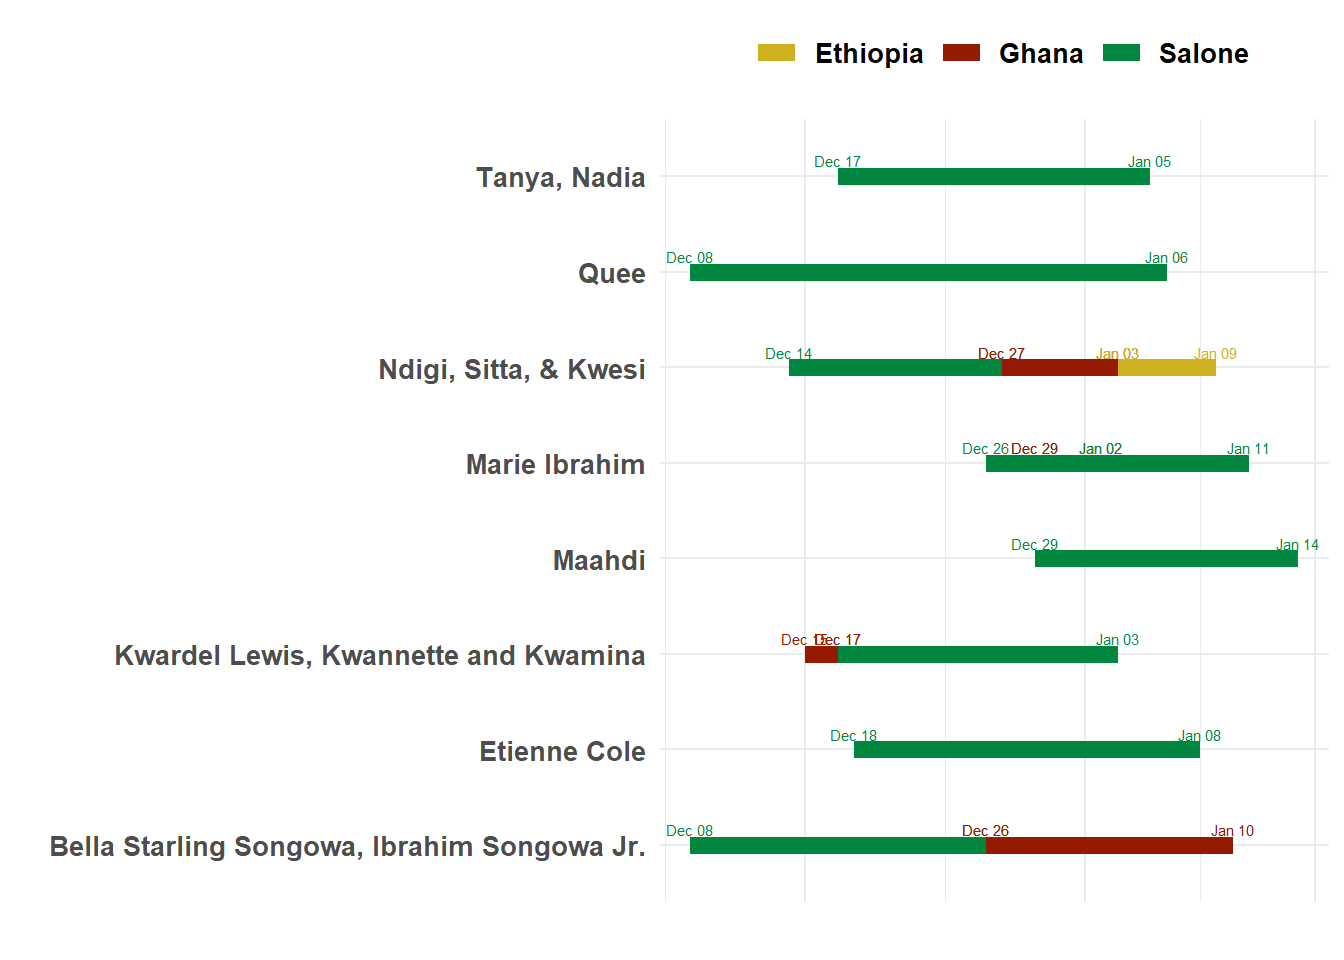 Ethiopia Ghana Salone
Dec 17 Jan 05
Tanya, Nadia
Dec 08 Jan 06
Quee
Dec 14 Dec 27 Jan 03 Jan 09
Ndigi, Sitta, & Kwesi
Dec 26 Dec 29 Jan 02 Jan 11
Marie Ibrahim
Dec 29 Jan 14
Maahdi
Dec 15 Dec 17 Jan 03
Kwardel Lewis, Kwannette and Kwamina
Dec 18 Jan 08
Etienne Cole
Dec 08 Dec 26 Jan 10
Bella Starling Songowa, Ibrahim Songowa Jr.